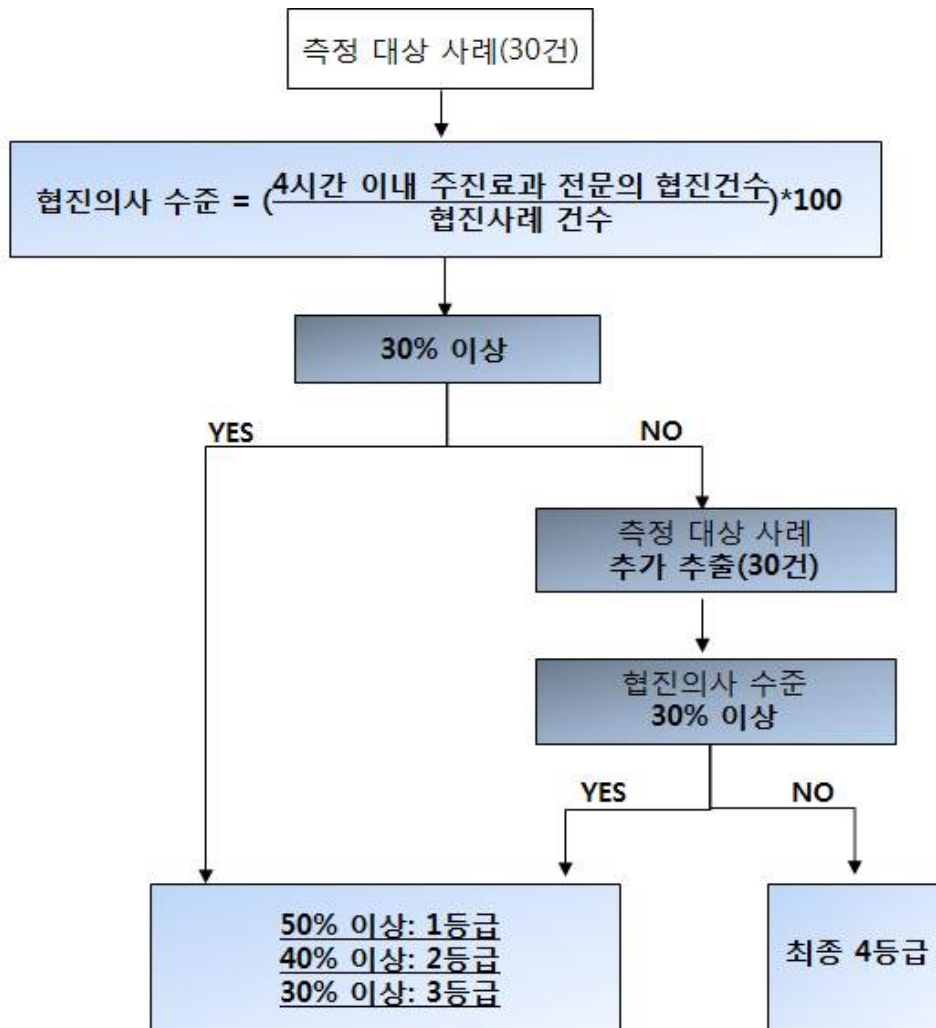 측정 대상 사례(30건)
협진의사 수준 = (4시간 이내 주진료과 전문의 협진건수
협진사례 건수)*100
30% 이상
YES
NO
측정 대상 사례
추가 추출(30건)
협진의사 수준
30% 이상
YES
NO
50% 이상: 1등급
40% 이상: 2등급
30% 이상: 3등급
최종 4등급